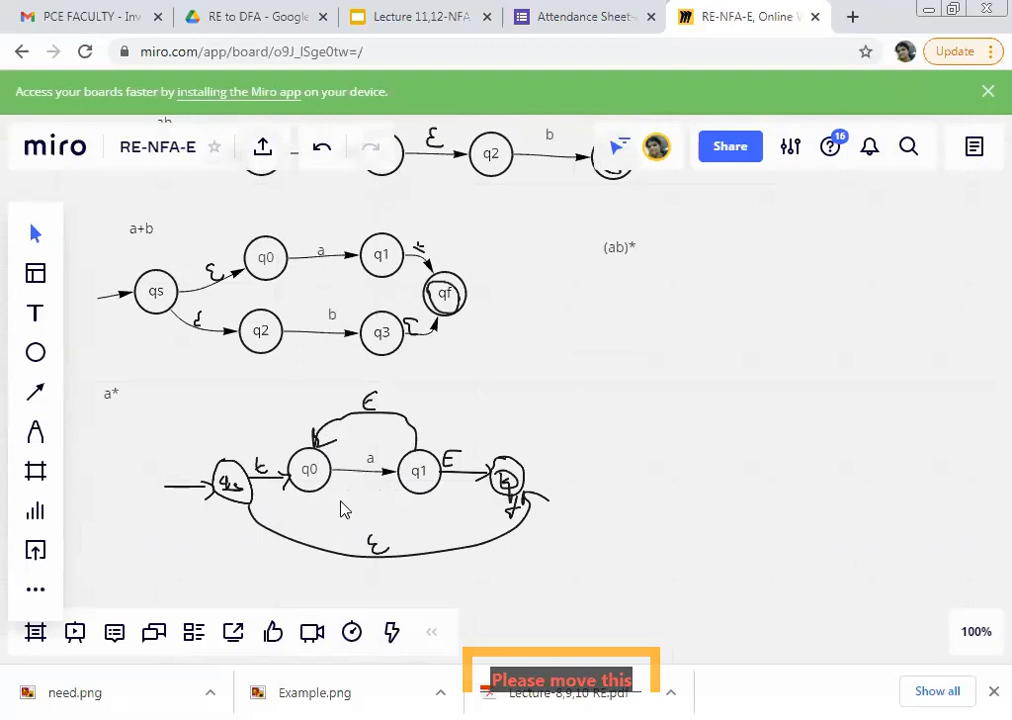 PCE FACULTY - Inv
RE to DFA - Google
Lecture 11,12-NFA
Attendance Sheet-
RE-NFA-E, Online W
miro.com/app/board/o9J_lSge0tw=/
Update
Access your boards faster by installing the Miro app on your device.
miro
RE-NFA-E
Share
16
ab
ε
q2
b
a+b
(ab)*
qs
ε
q0
a
q1
ε
qf
ε
q2
b
q3
ε
a*
ε
qs
ε
q0
a
q1
ε
qf
ε
100%
Please move this
need.png
Example.png
Lecture-8,9,10 RE.pdf
Show all